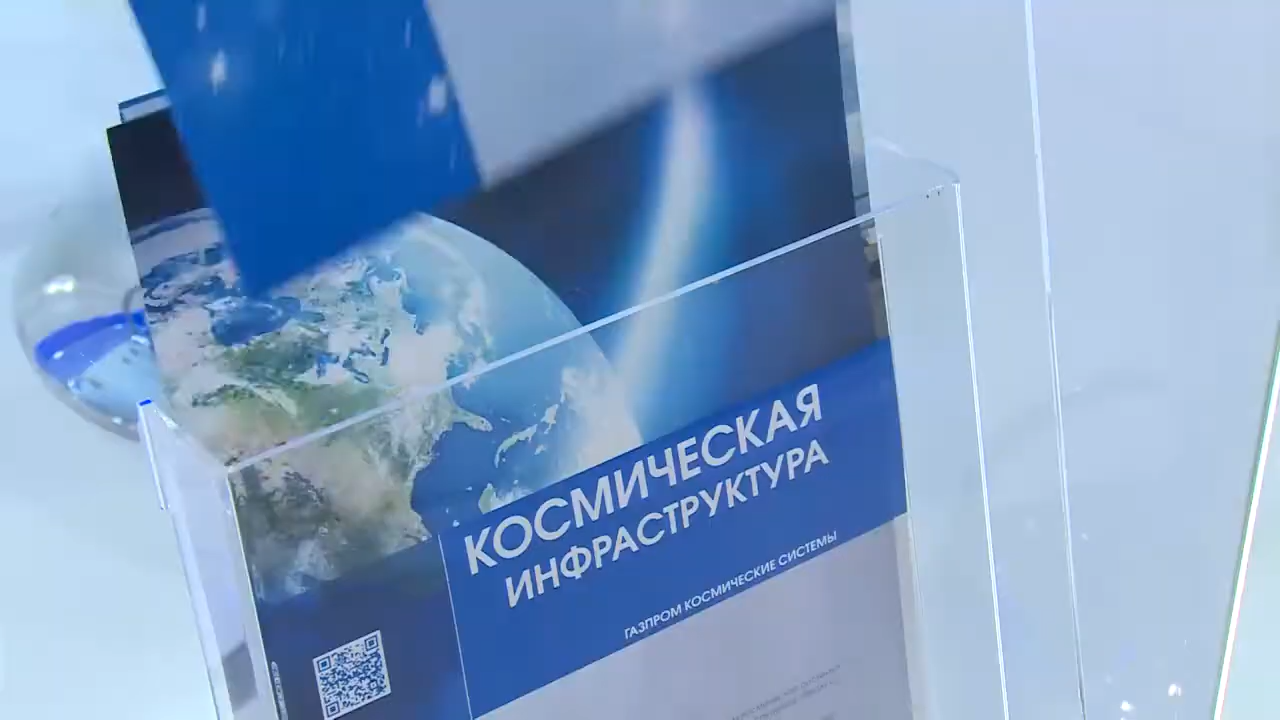 КОСМИЧЕСКАЯ
ИНФРАСТРУКТУРА
ГАЗПРОМ КОСМИЧЕСКИЕ СИСТЕМЫ